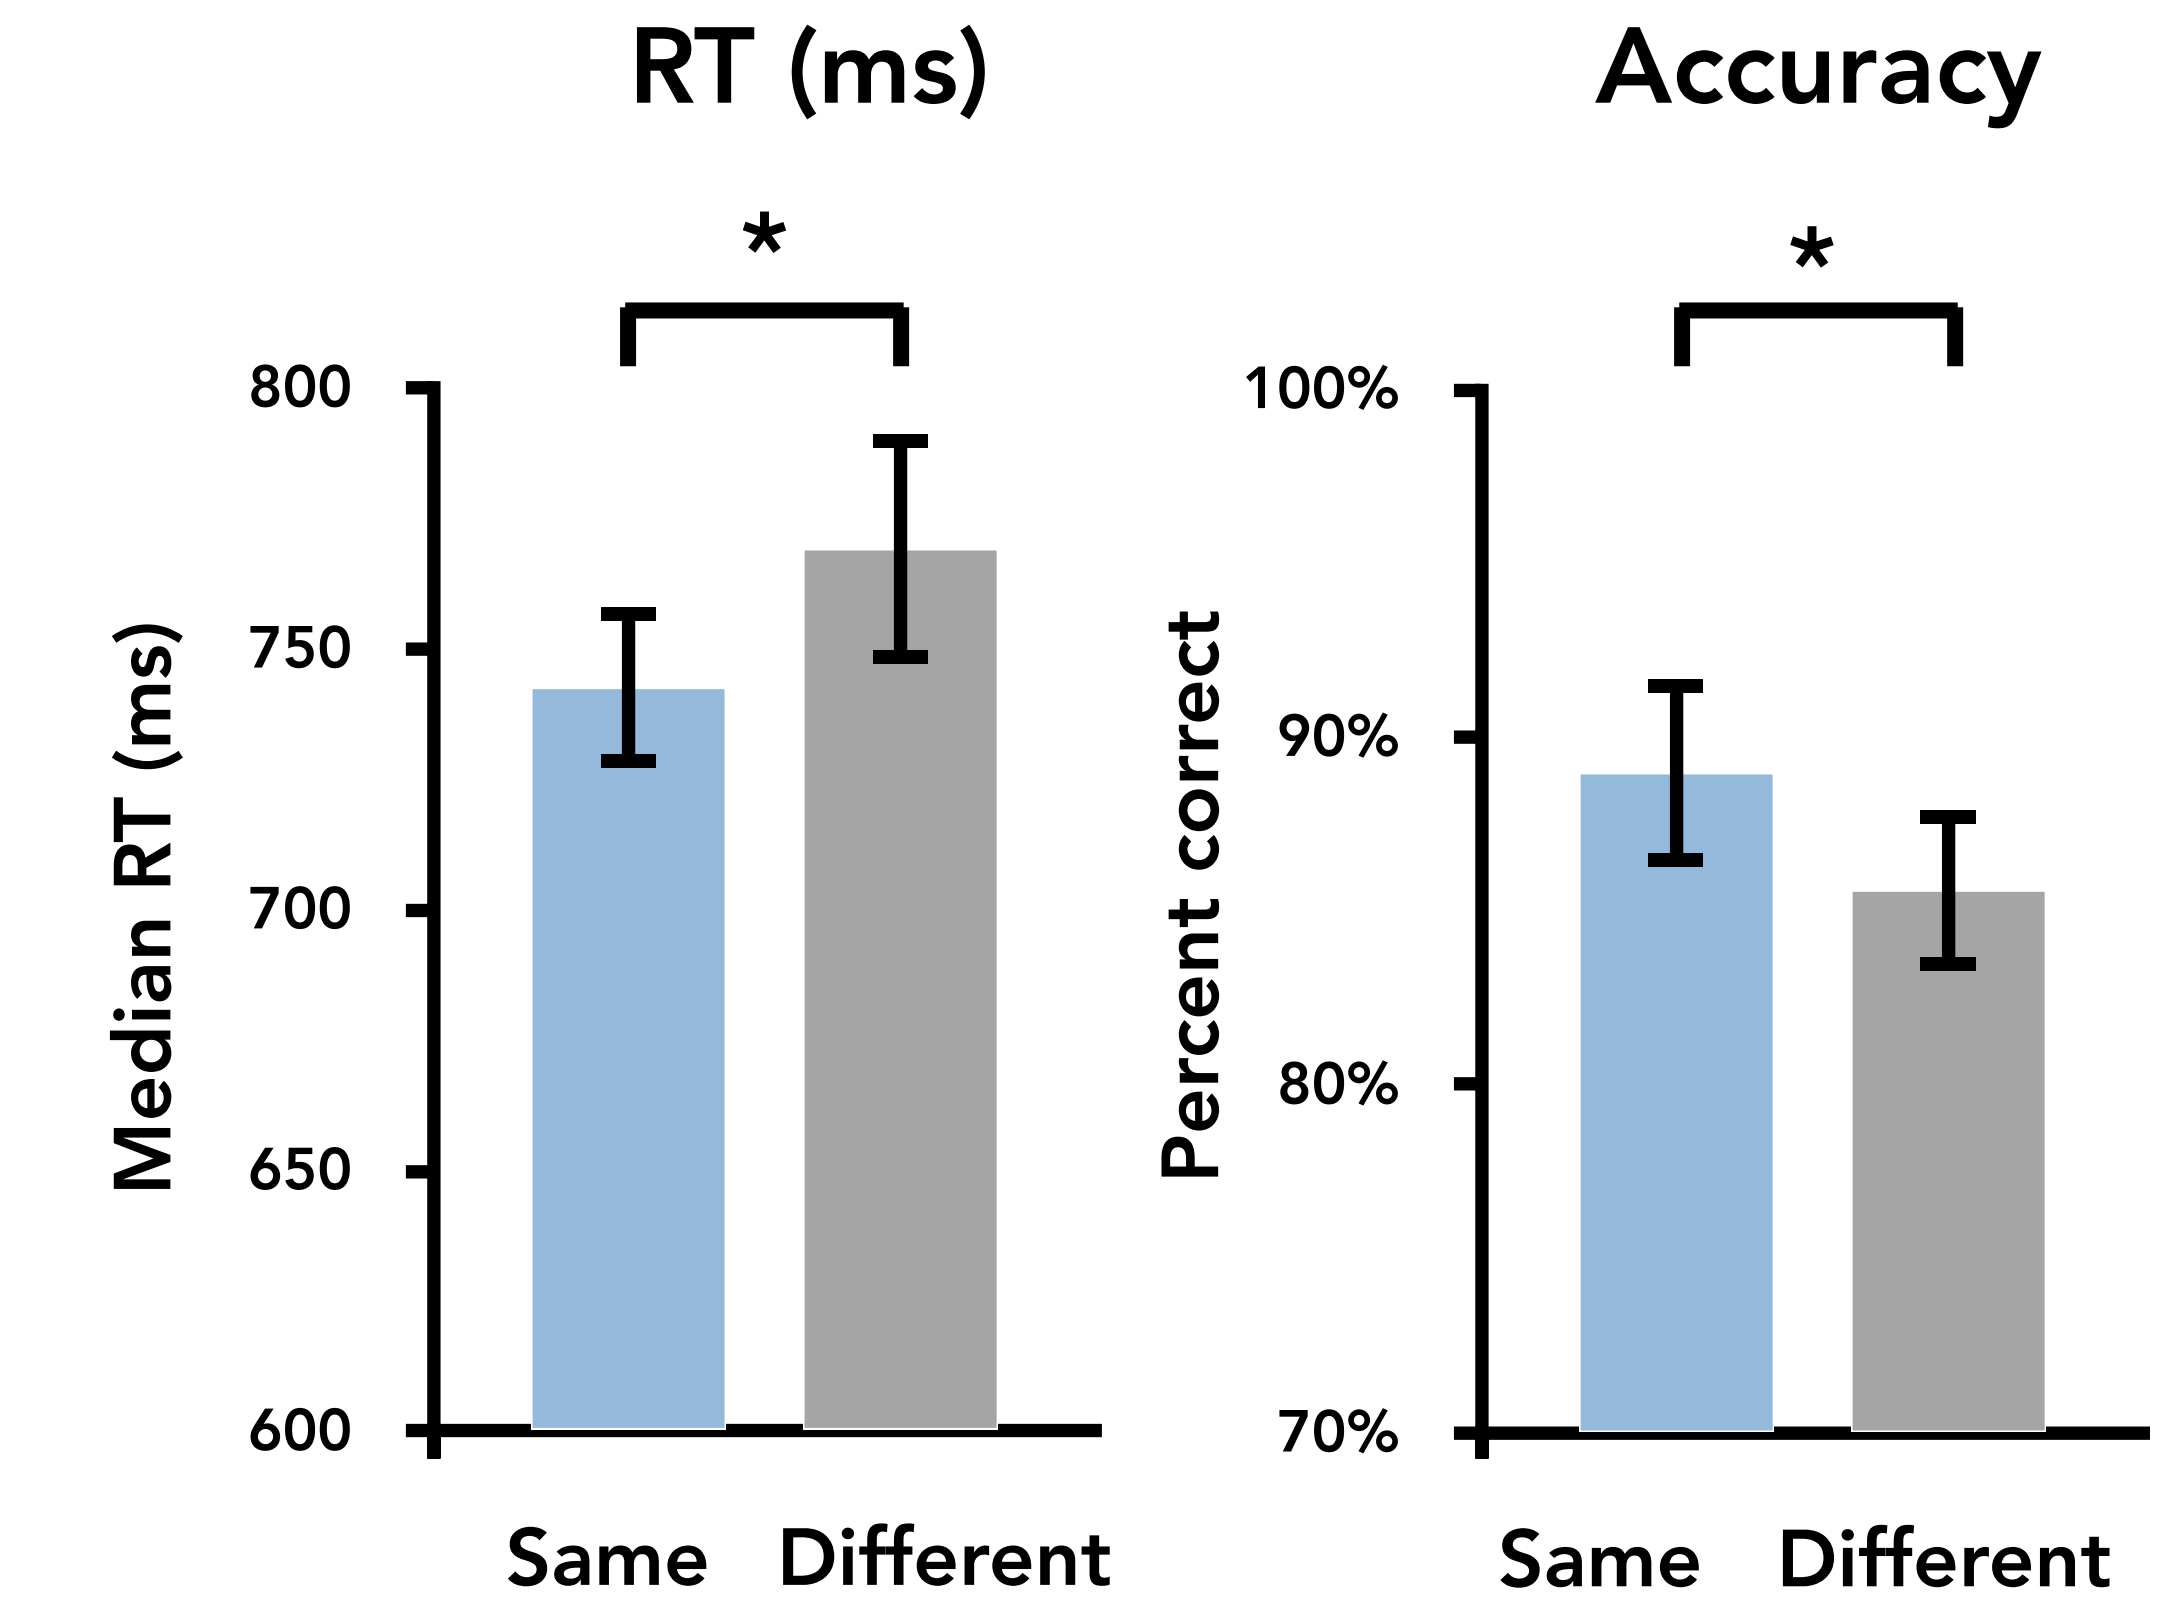 RT (ms)
*
800
750
700
650
600
Median RT (ms)
Same Different
Accuracy
*
100%
90%
80%
70%
Percent correct
Same Different